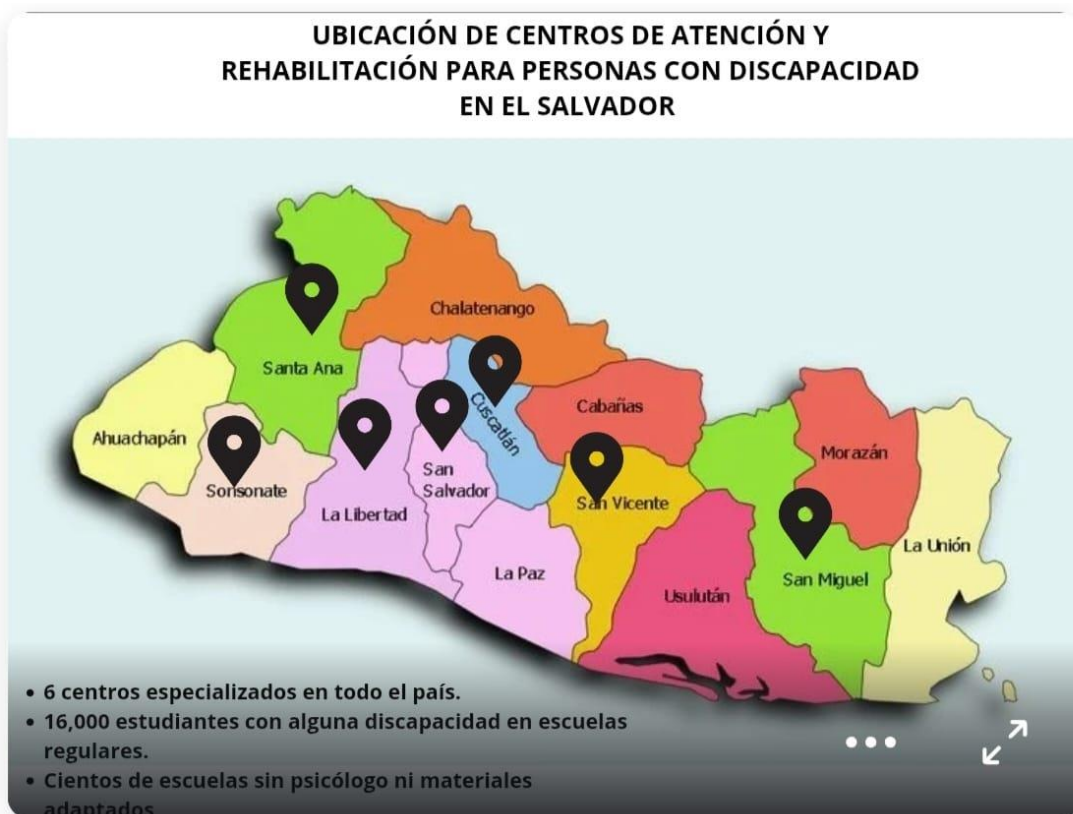 UBICACIÓN DE CENTROS DE ATENCIÓN Y
REHABILITACIÓN PARA PERSONAS CON DISCAPACIDAD
EN EL SALVADOR
Chalatenango
Santa Ana
Cuscatlán
Cabañas
Ahuachapán
Morazán
San
Salvador
Sonsonate
San Vicente
La Libertad
La Unión
La Paz
San Miguel
Usulután
• 6 centros especializados en todo el país.
• 16,000 estudiantes con alguna discapacidad en escuelas
regulares.
• Cientos de escuelas sin psicólogo ni materiales
adaptados